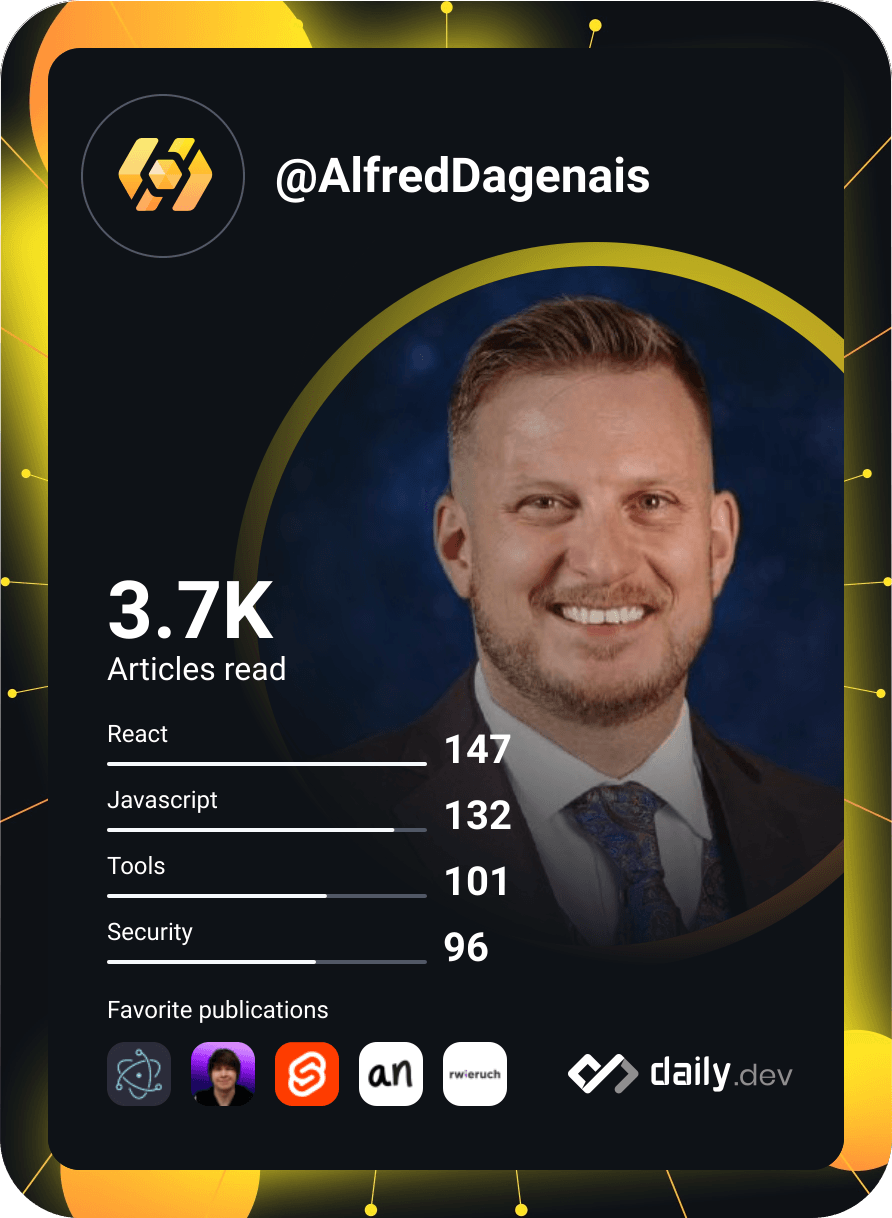 @AlfredDagenais
3.7K
Articles read
React
147
Javascript
132
Tools
101
Security
96
Favorite publications
an
rwieruch
daily.dev